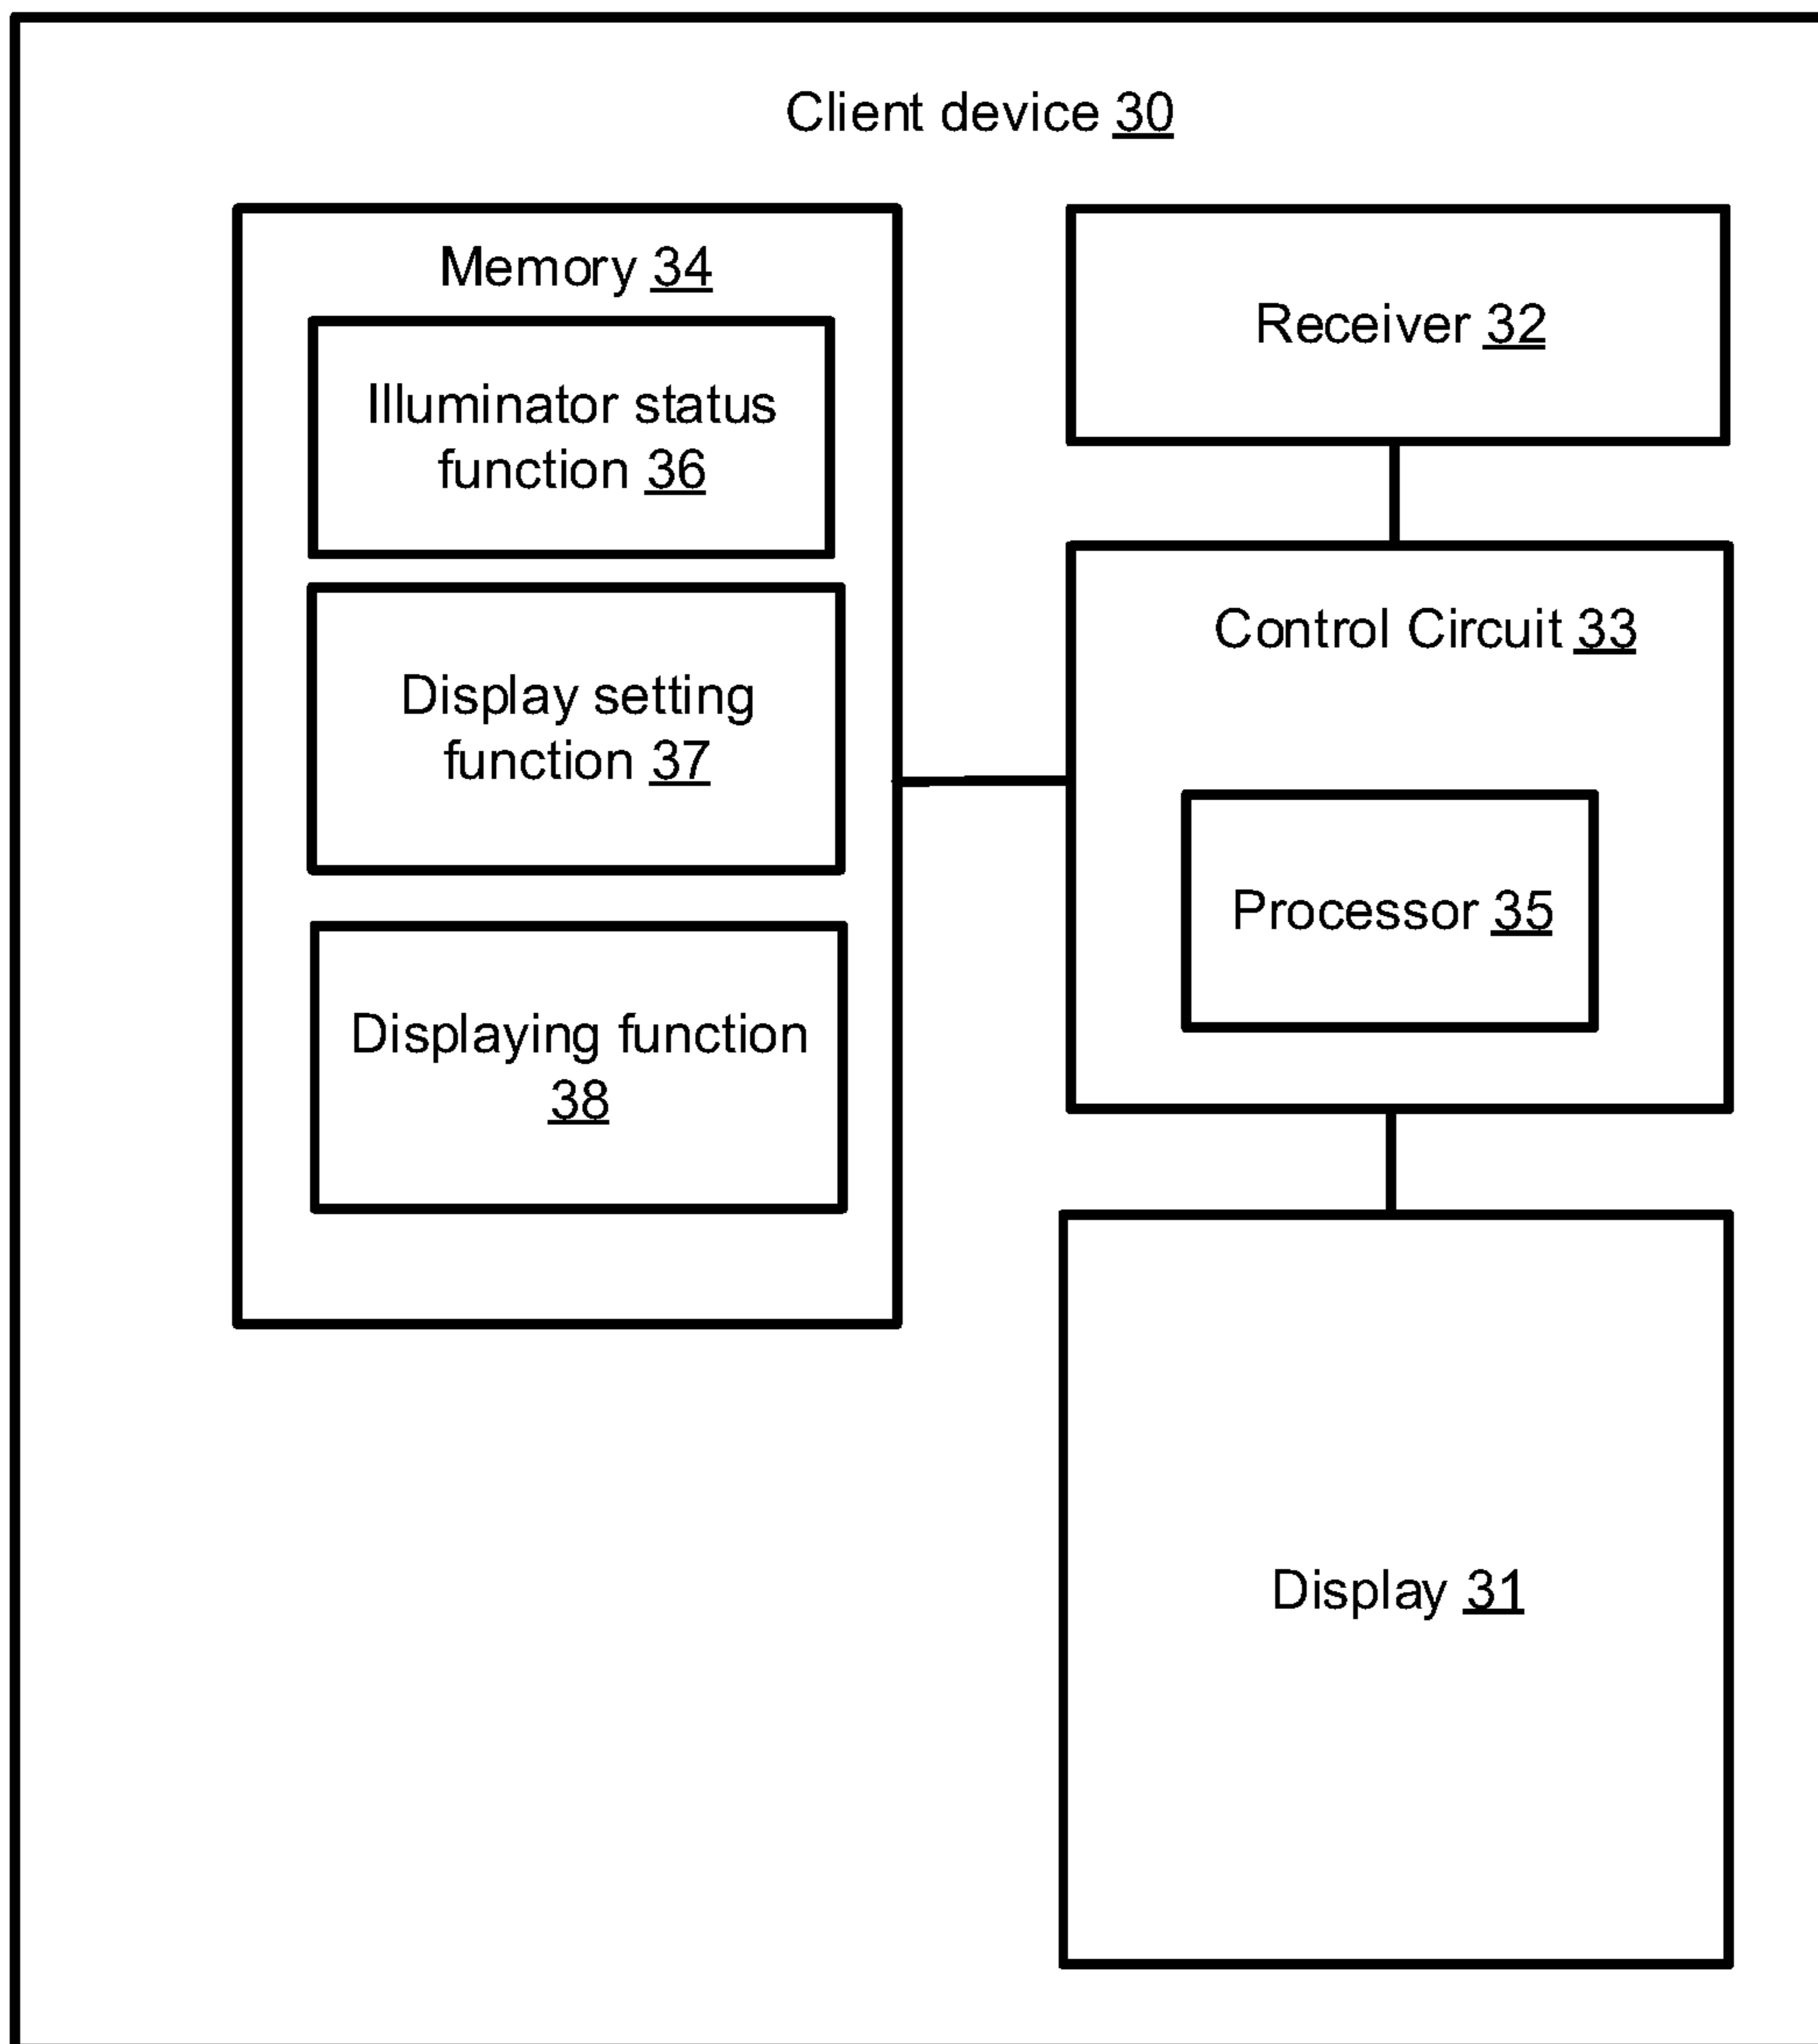 Client device 30
Memory 34
Illuminator status
function 36
Display setting
function 37
Displaying function
38
Receiver 32
Control Circuit 33
Processor 35
Display 31